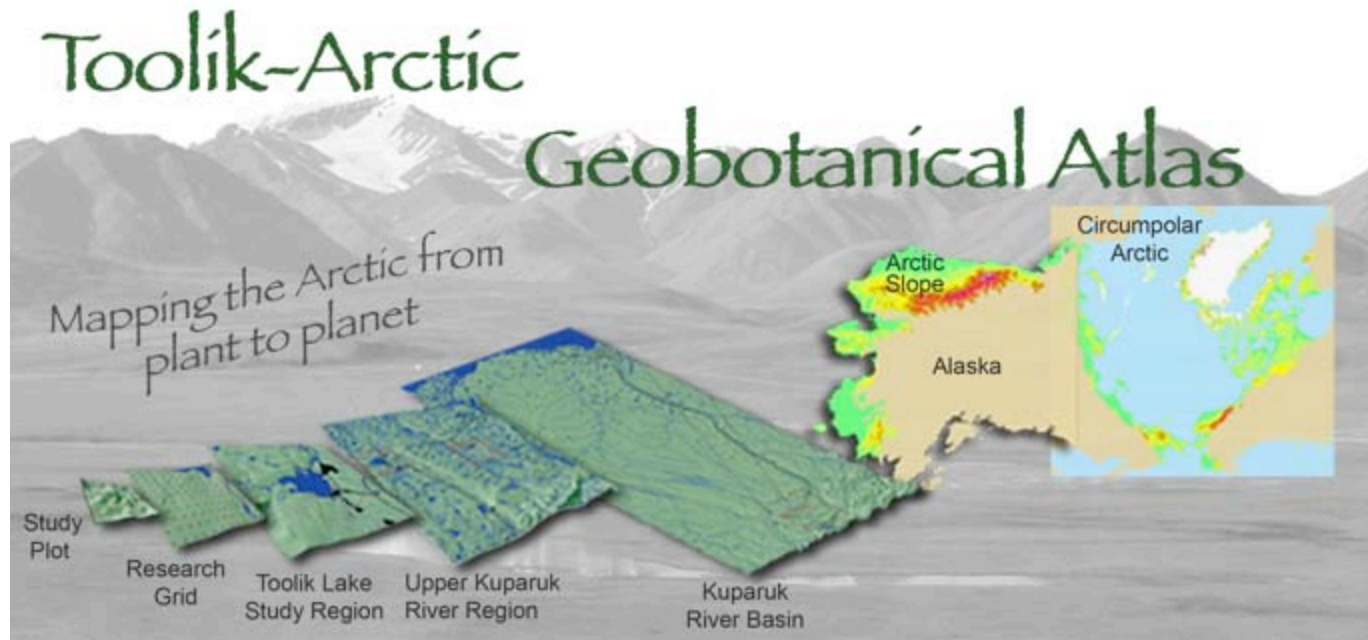 Toolik-Arctic
Geobotanical Atlas
Mapping the Arctic from
plant to planet
Circumpolar
Arctic
Arctic
Slope
Alaska
Study
Plot
Research
Grid
Toolik Lake
Study Region
Upper Kuparuk
River Region
Kuparuk
River Basin